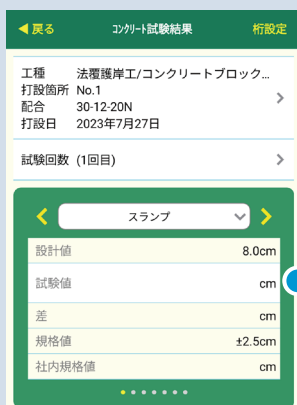 戻る コンクリート試験結果 桁設定
工種 法覆護岸工/コンクリートブロック...
打設箇所 No.1
配合 30-12-20N
打設日 2023年7月27日
試験回数 (1回目)
スランプ
設計値 8.0cm
試験値 cm
差 cm
規格値 ±2.5cm
社内規格値 cm